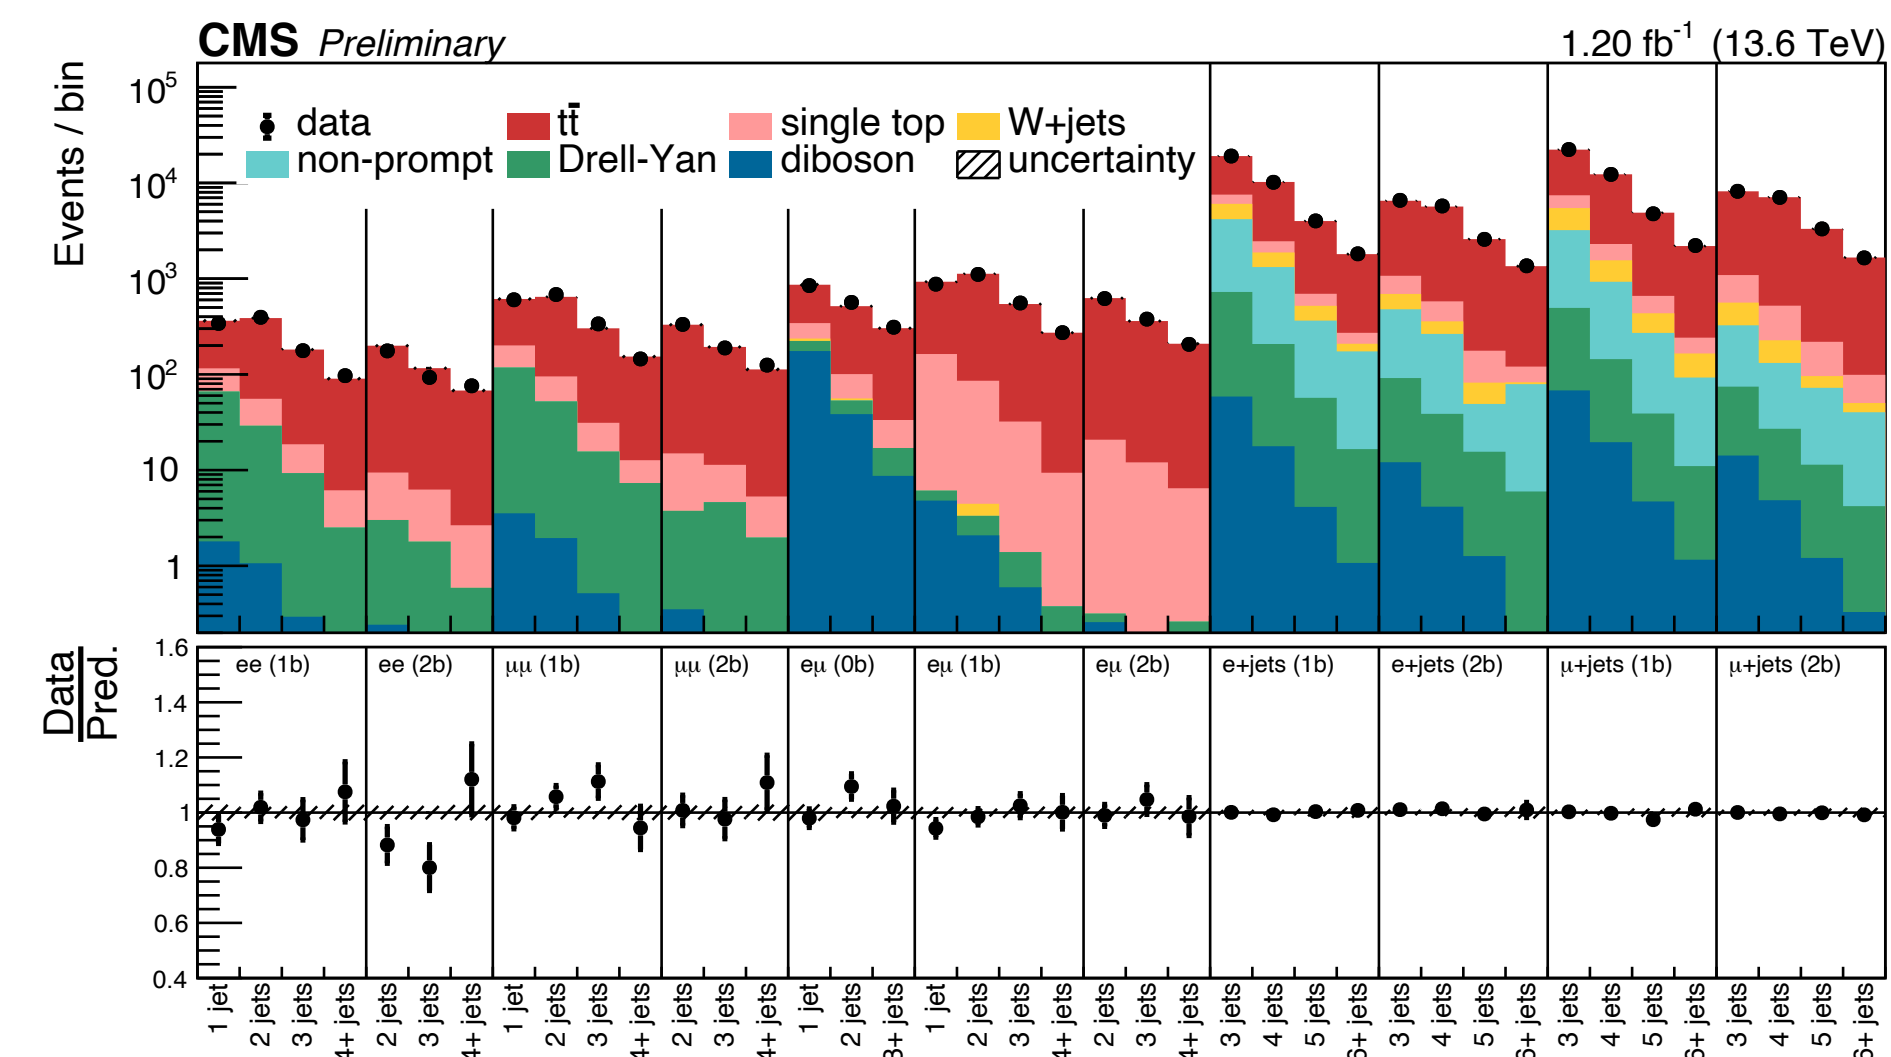 CMS Preliminary 1.20 fb-1 (13.6 TeV)
Events / bin
10^5
10^4
10^3
10^2
10
1
data tt̄ single top W+jets
non-prompt Drell-Yan diboson uncertainty
Data
Pred.
1.6
1.4
1.2
1
0.8
0.6
0.4
ee (1b) ee (2b) μμ (1b) μμ (2b) eμ (0b) eμ (1b) eμ (2b) e+jets (1b) e+jets (2b) μ+jets (1b) μ+jets (2b)
1 jet 2 jets 3 jets 4+ jets 2 jets 3 jets 4+ jets 1 jet 2 jets 3 jets 4+ jets 2 jets 3 jets 4+ jets 1 jet 2 jets 3+ jets 1 jet 2 jets 3 jets 4+ jets 2 jets 3 jets 4+ jets 3 jets 4 jets 5 jets 6+ jets 3 jets 4 jets 5 jets 6+ jets 3 jets 4 jets 5 jets 6+ jets 3 jets 4 jets 5 jets 6+ jets